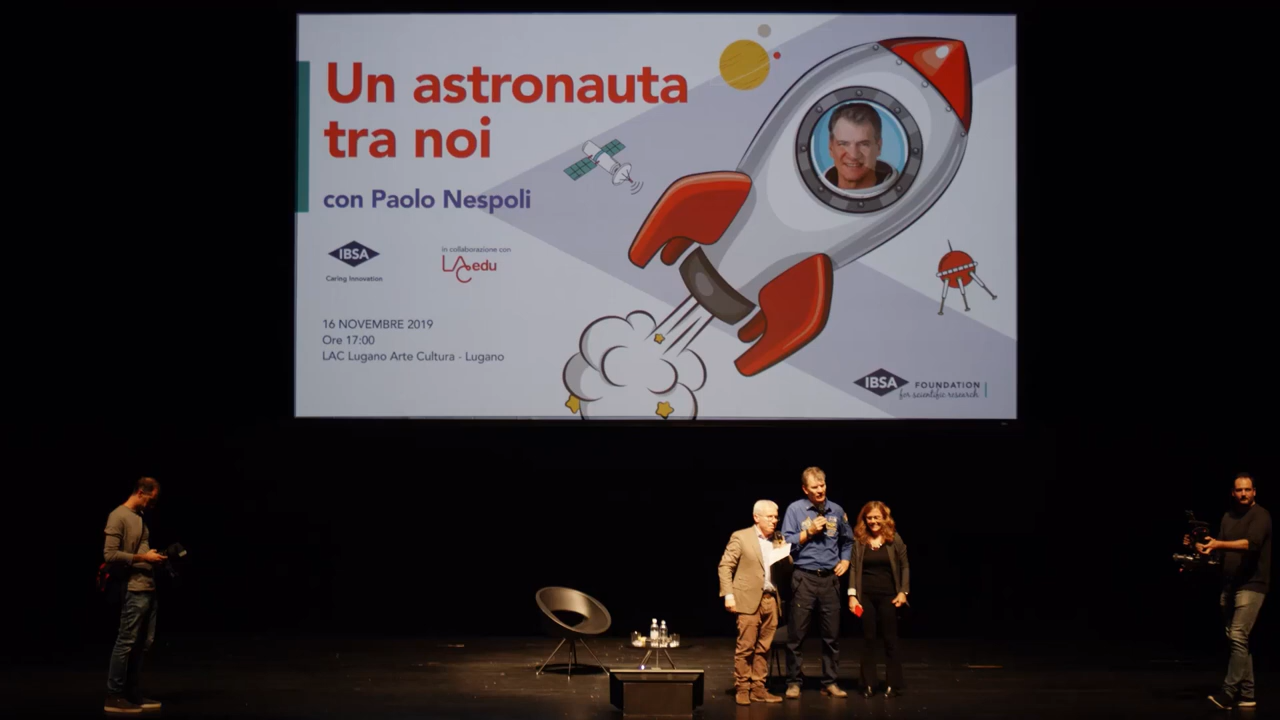 Un astronauta
tra noi
con Paolo Nespoli
IBSA
Caring Innovation
in collaborazione con
LAC edu
16 NOVEMBRE 2019
Ore 17:00
LAC Lugano Arte Cultura - Lugano
IBSA FOUNDATION
for scientific research